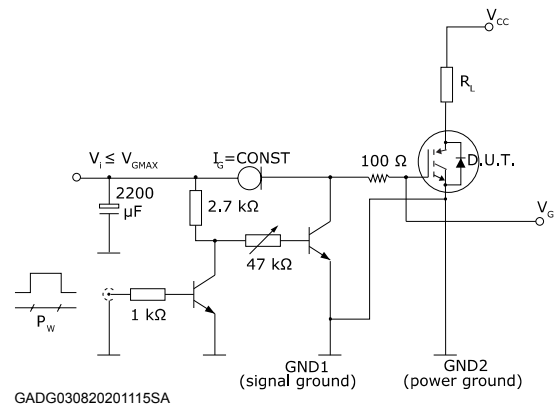 V_CC
R_L
V_i ≤ V_GMAX
I_G=CONST
100 Ω
D.U.T.
2200
μF
2.7 kΩ
V_G
47 kΩ
P_W
1 kΩ
GND1
(signal ground)
GND2
(power ground)
GADG030820201115SA